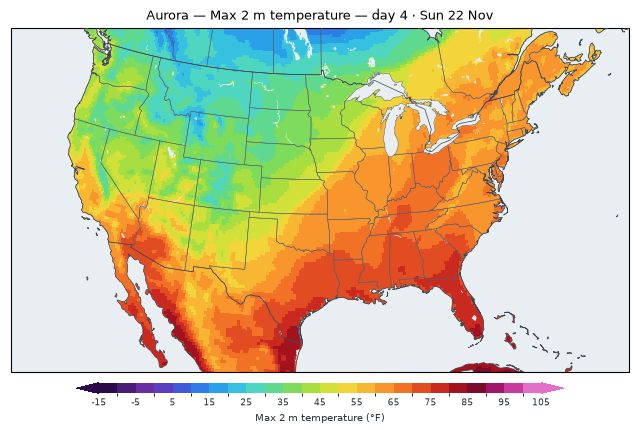 Aurora — Max 2 m temperature — day 4 · Sun 22 Nov
-15 -5 5 15 25 35 45 55 65 75 85 95 105
Max 2 m temperature (°F)